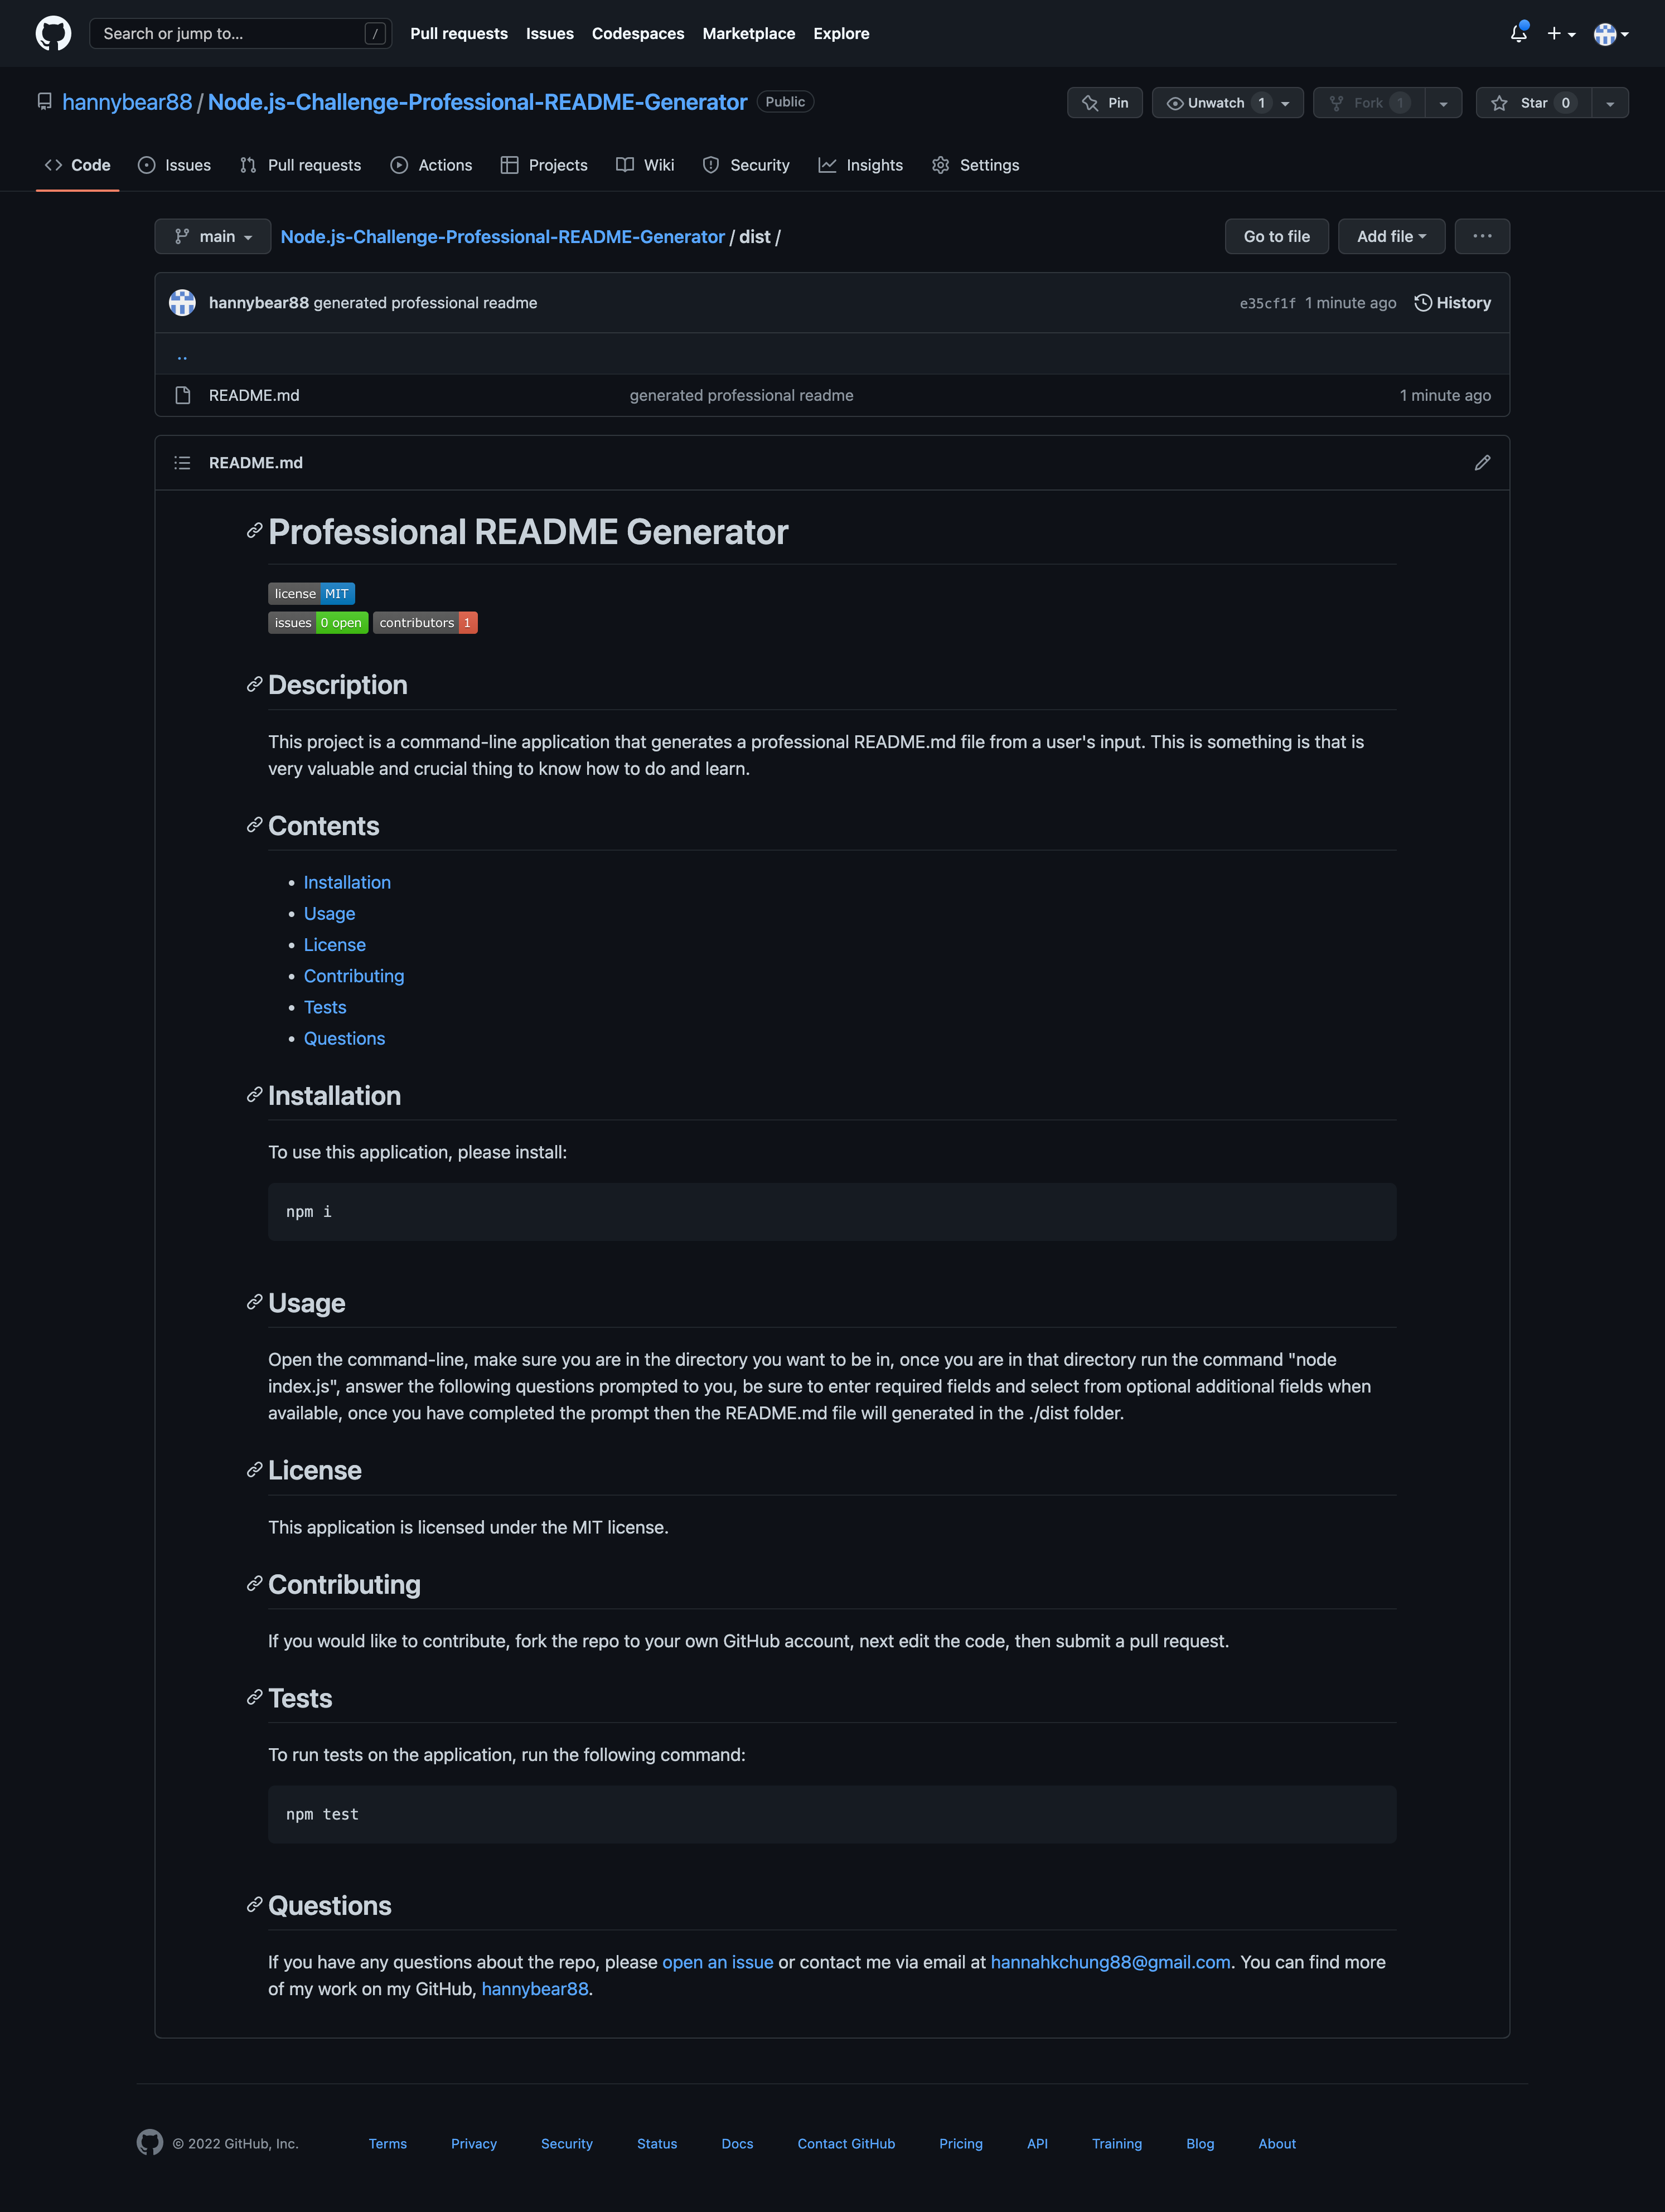 Search or jump to... /
Pull requests Issues Codespaces Marketplace Explore
hannybear88 / Node.js-Challenge-Professional-README-Generator Public
Pin Unwatch 1 Fork 1 Star 0
Code Issues Pull requests Actions Projects Wiki Security Insights Settings
main Node.js-Challenge-Professional-README-Generator / dist /
Go to file Add file ...
hannybear88 generated professional readme e35cf1f 1 minute ago History
..
README.md generated professional readme 1 minute ago
README.md
Professional README Generator
license MIT
issues 0 open contributors 1
Description
This project is a command-line application that generates a professional README.md file from a user's input. This is something is that is
very valuable and crucial thing to know how to do and learn.
Contents
• Installation
• Usage
• License
• Contributing
• Tests
• Questions
Installation
To use this application, please install:
npm i
Usage
Open the command-line, make sure you are in the directory you want to be in, once you are in that directory run the command "node
index.js", answer the following questions prompted to you, be sure to enter required fields and select from optional additional fields when
available, once you have completed the prompt then the README.md file will generated in the ./dist folder.
License
This application is licensed under the MIT license.
Contributing
If you would like to contribute, fork the repo to your own GitHub account, next edit the code, then submit a pull request.
Tests
To run tests on the application, run the following command:
npm test
Questions
If you have any questions about the repo, please open an issue or contact me via email at hannahkchung88@gmail.com. You can find more
of my work on my GitHub, hannybear88.
© 2022 GitHub, Inc. Terms Privacy Security Status Docs Contact GitHub Pricing API Training Blog About